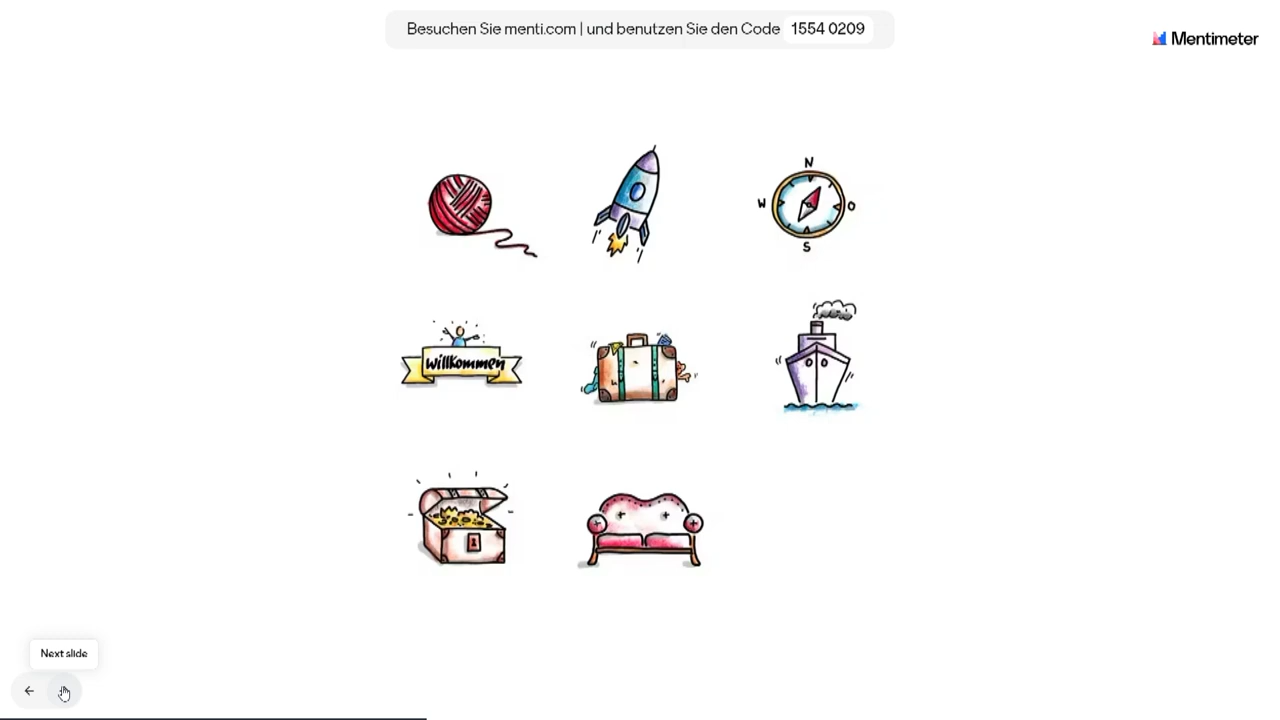 Besuchen Sie menti.com | und benutzen Sie den Code 1554 0209
Mentimeter
N
W O
S
Willkommen
Next slide